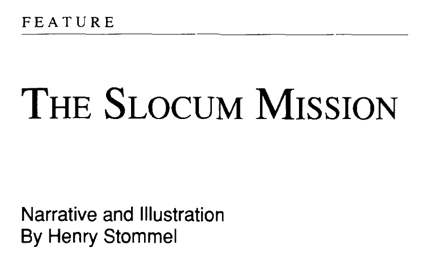 FEATURE
THE SLOCUM MISSION
Narrative and Illustration
By Henry Stommel